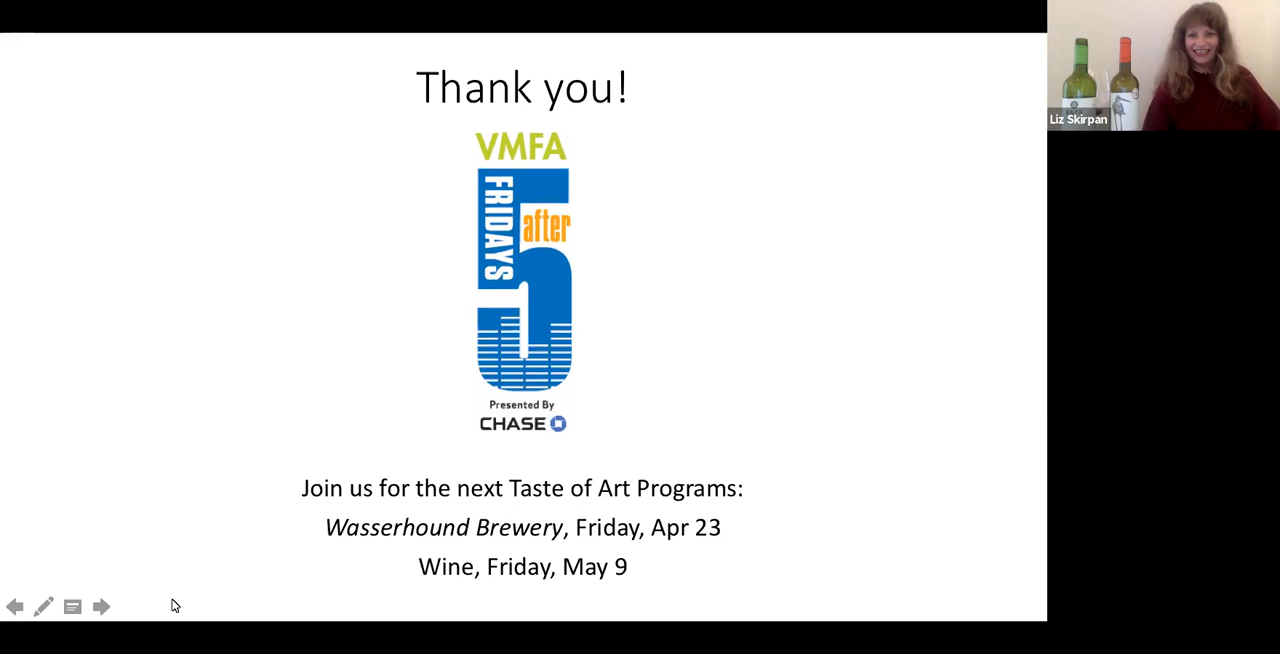 Thank you!
VMFA
FRIDAYS
after
5
Presented By
CHASE
Join us for the next Taste of Art Programs:
Wasserhound Brewery, Friday, Apr 23
Wine, Friday, May 9
Liz Skirpan